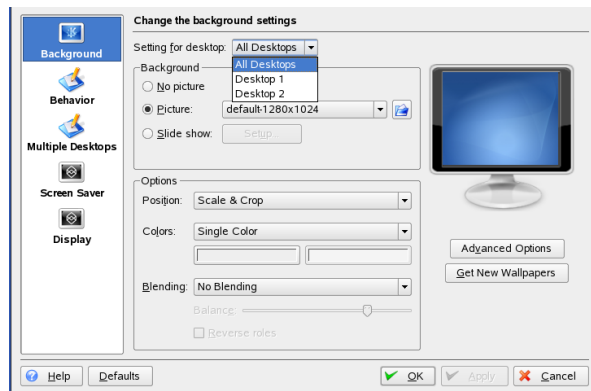 Change the background settings
Background
Behavior
Multiple Desktops
Screen Saver
Display
Setting for desktop: All Desktops
All Desktops
Desktop 1
Desktop 2
Background
No picture
Picture: default-1280x1024
Slide show: Setup...
Options
Position: Scale & Crop
Colors: Single Color
Blending: No Blending
Balance:
Reverse roles
Advanced Options
Get New Wallpapers
Help
Defaults
OK
Apply
Cancel